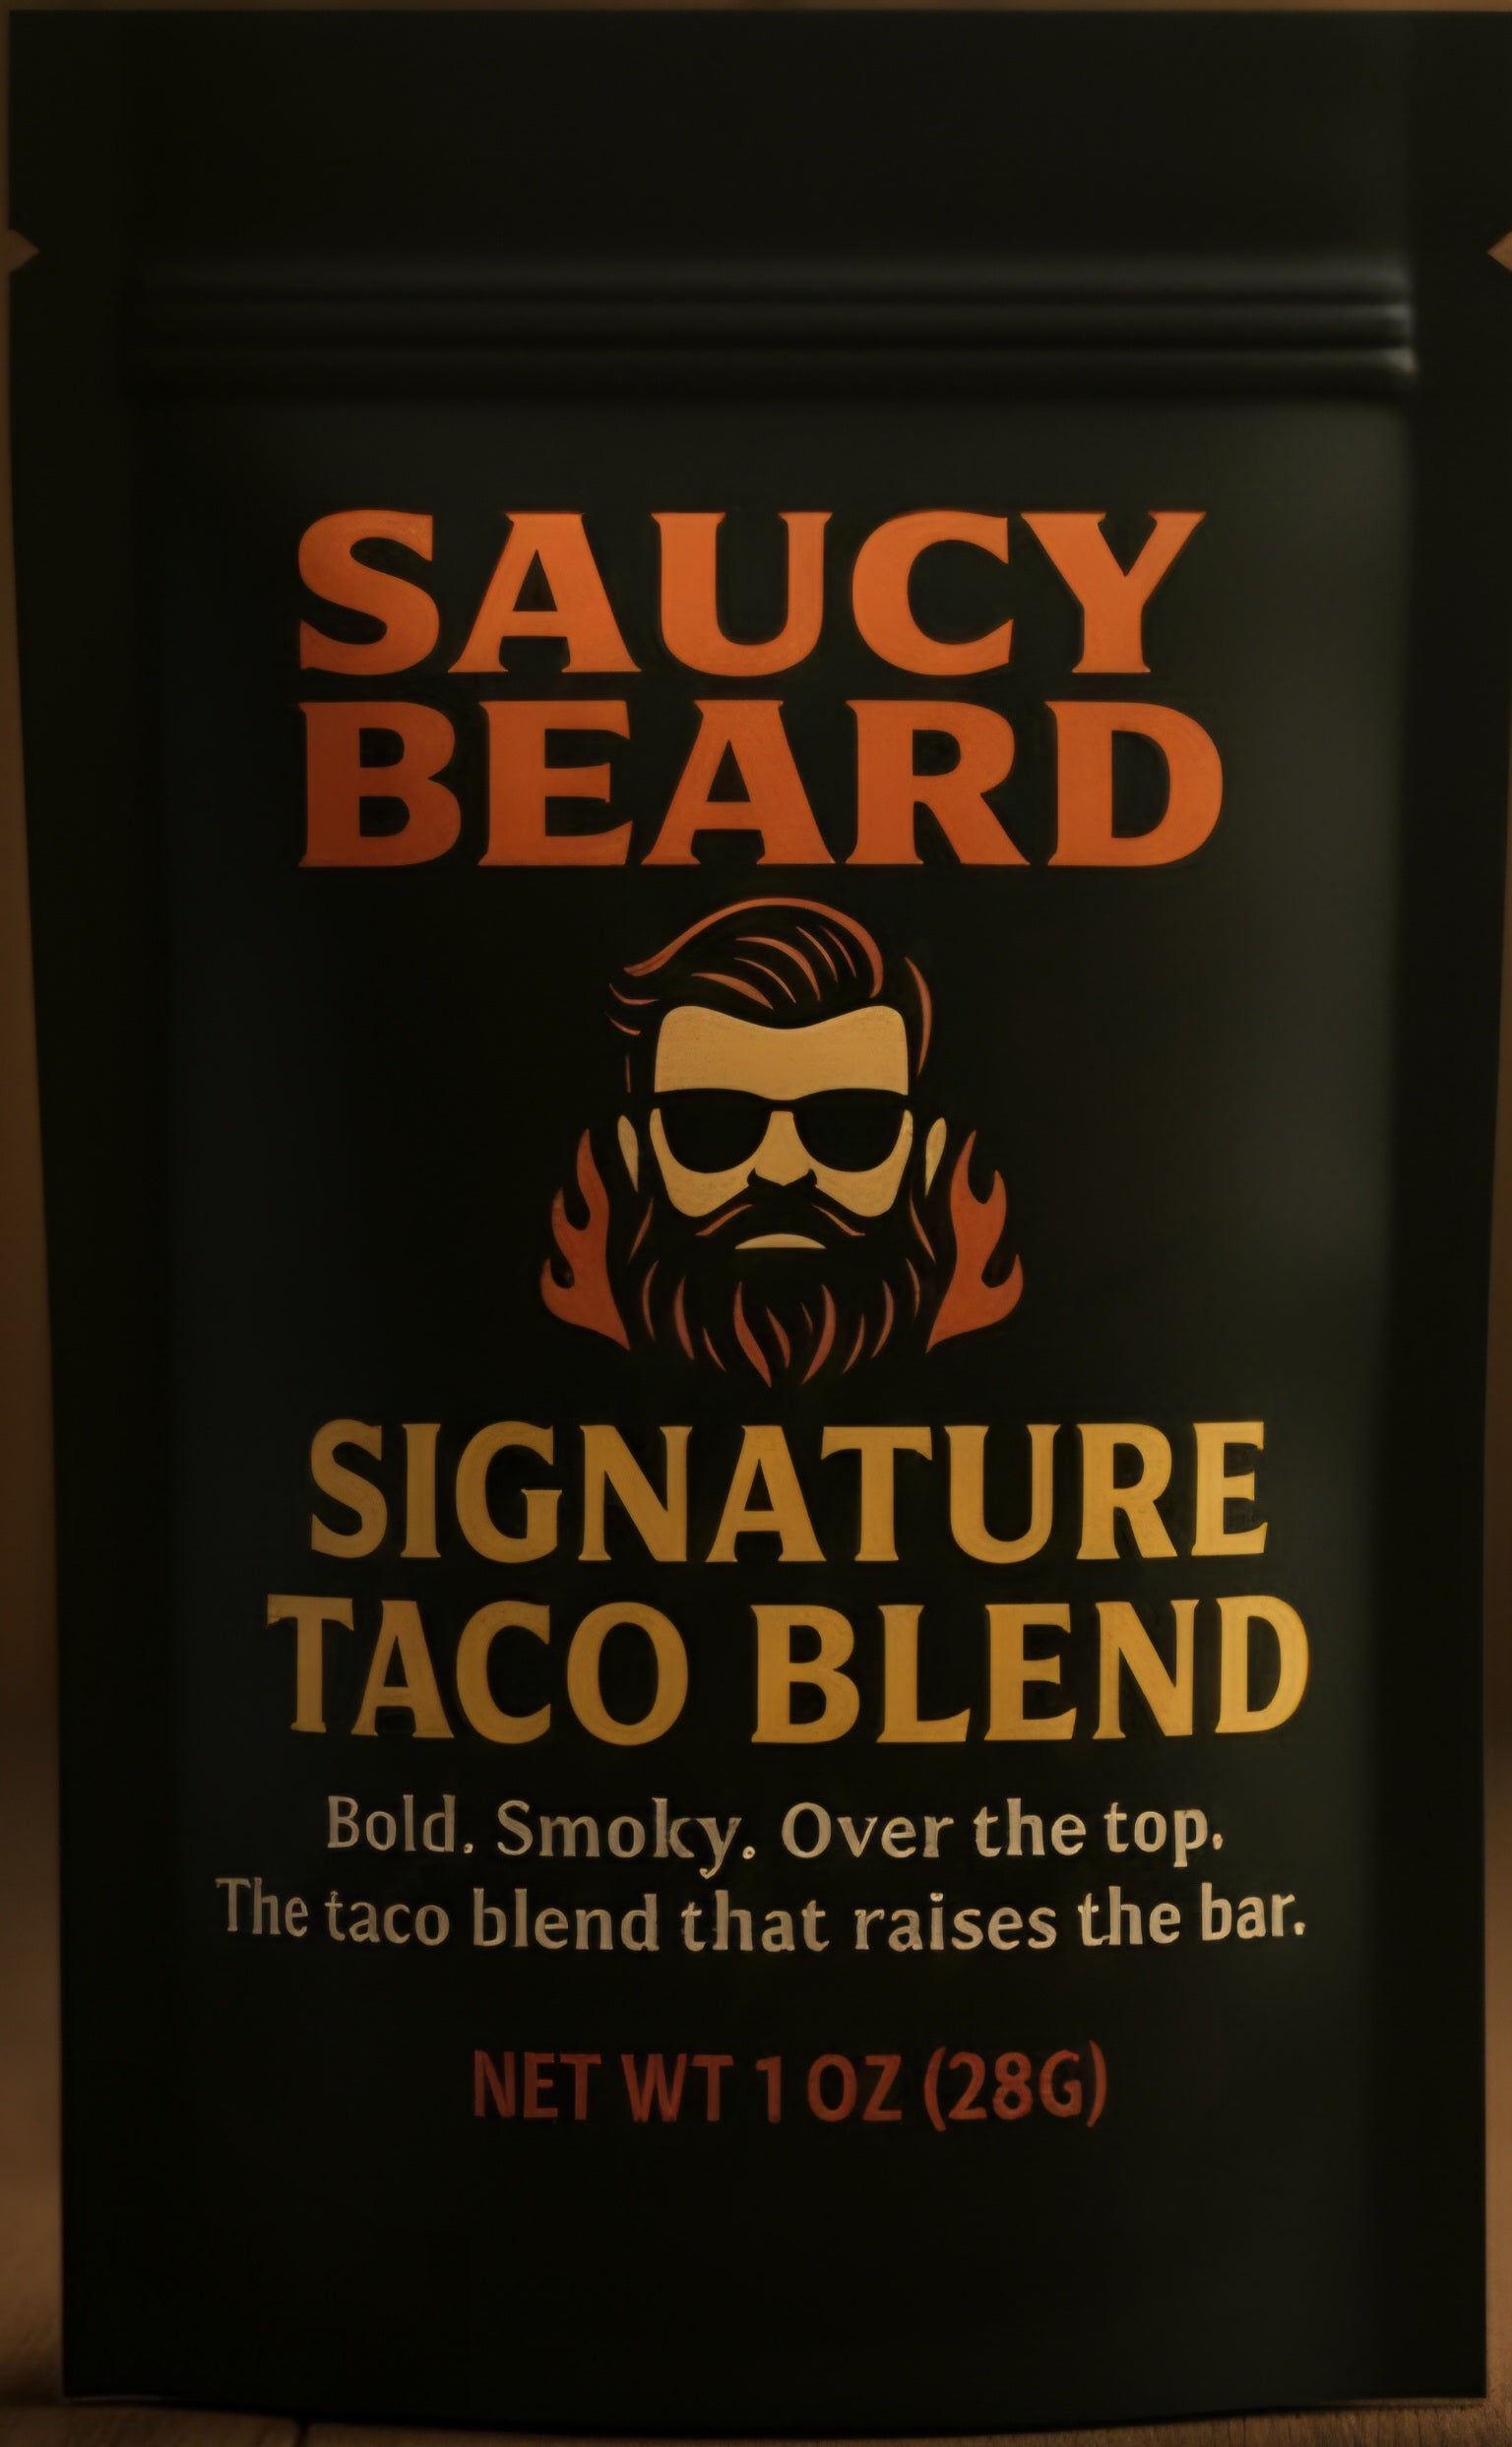 SAUCY
BEARD
SIGNATURE
TACO BLEND
Bold. Smoky. Over the top.
The taco blend that raises the bar.
NET WT 1 OZ (28G)